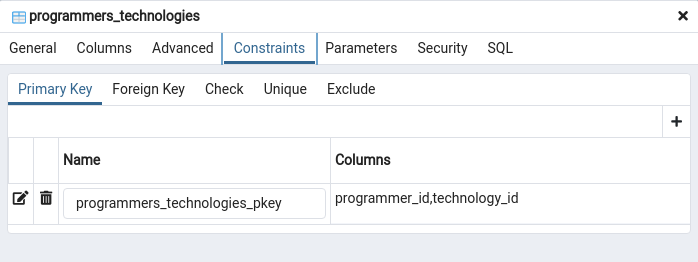 programmers_technologies
General Columns Advanced Constraints Parameters Security SQL
Primary Key Foreign Key Check Unique Exclude
Name Columns
programmers_technologies_pkey programmer_id,technology_id